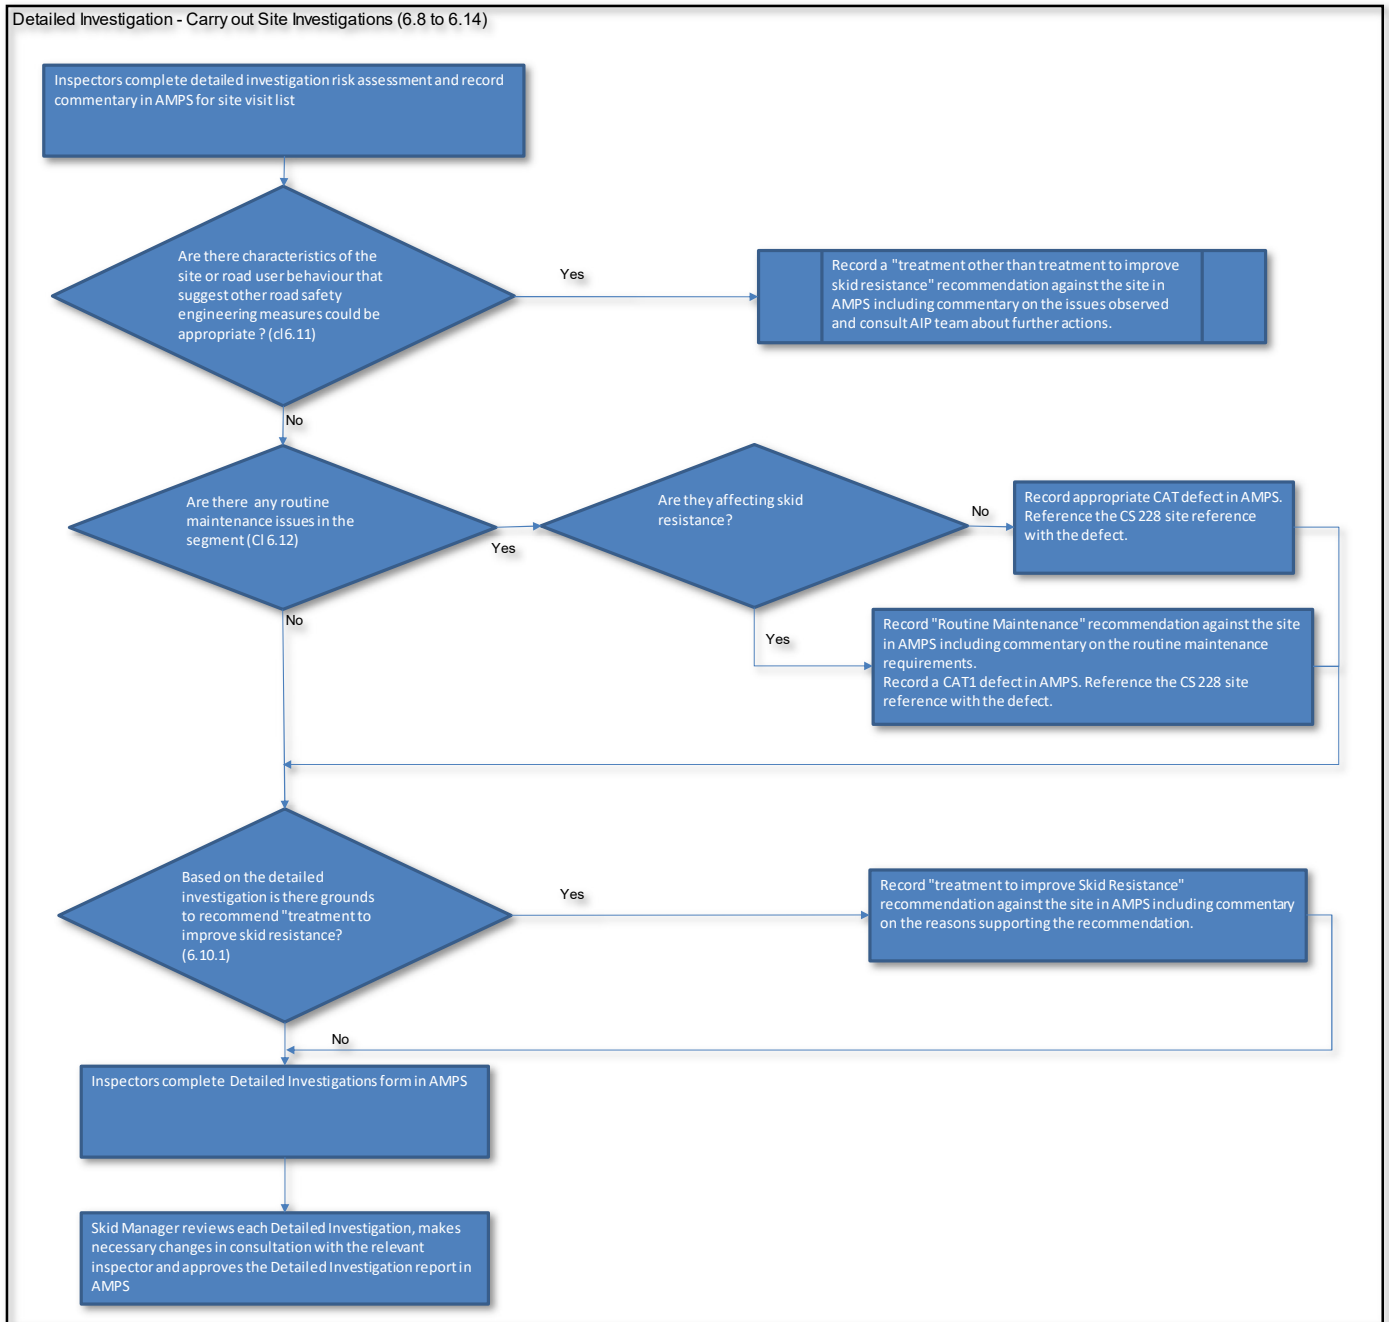 Detailed Investigation - Carry out Site Investigations (6.8 to 6.14)
Inspectors complete detailed investigation risk assessment and record
commentary in AMPS for site visit list
Are there characteristics of the
site or road user behaviour that
suggest other road safety
engineering measures could be
appropriate ? (cl6.11)
Yes
Record a "treatment other than treatment to improve
skid resistance" recommendation against the site in
AMPS including commentary on the issues observed
and consult AIP team about further actions.
No
Are there any routine
maintenance issues in the
segment (Cl 6.12)
Yes
Are they affecting skid
resistance?
No
Record appropriate CAT defect in AMPS.
Reference the CS 228 site reference
with the defect.
Yes
Record "Routine Maintenance" recommendation against the site
in AMPS including commentary on the routine maintenance
requirements.
Record a CAT1 defect in AMPS. Reference the CS 228 site
reference with the defect.
No
Based on the detailed
investigation is there grounds
to recommend "treatment to
improve skid resistance?
(6.10.1)
Yes
Record "treatment to improve Skid Resistance"
recommendation against the site in AMPS including commentary
on the reasons supporting the recommendation.
No
Inspectors complete Detailed Investigations form in AMPS
Skid Manager reviews each Detailed Investigation, makes
necessary changes in consultation with the relevant
inspector and approves the Detailed Investigation report in
AMPS